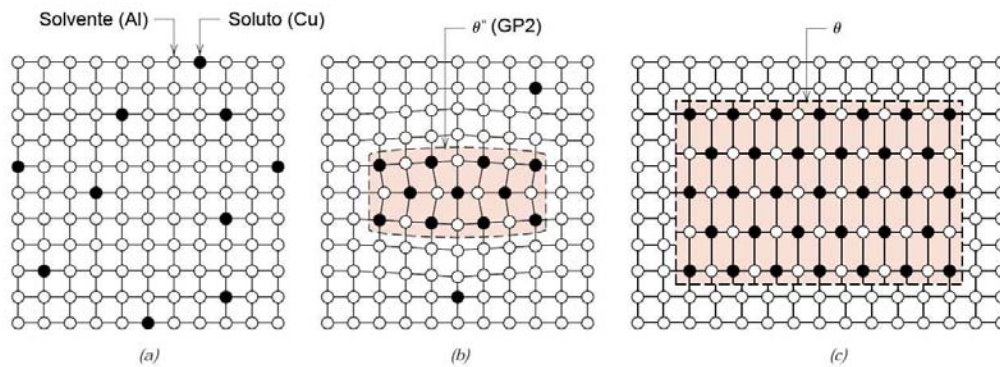 Solvente (Al)
Soluto (Cu)
θ" (GP2)
θ
(a)
(b)
(c)